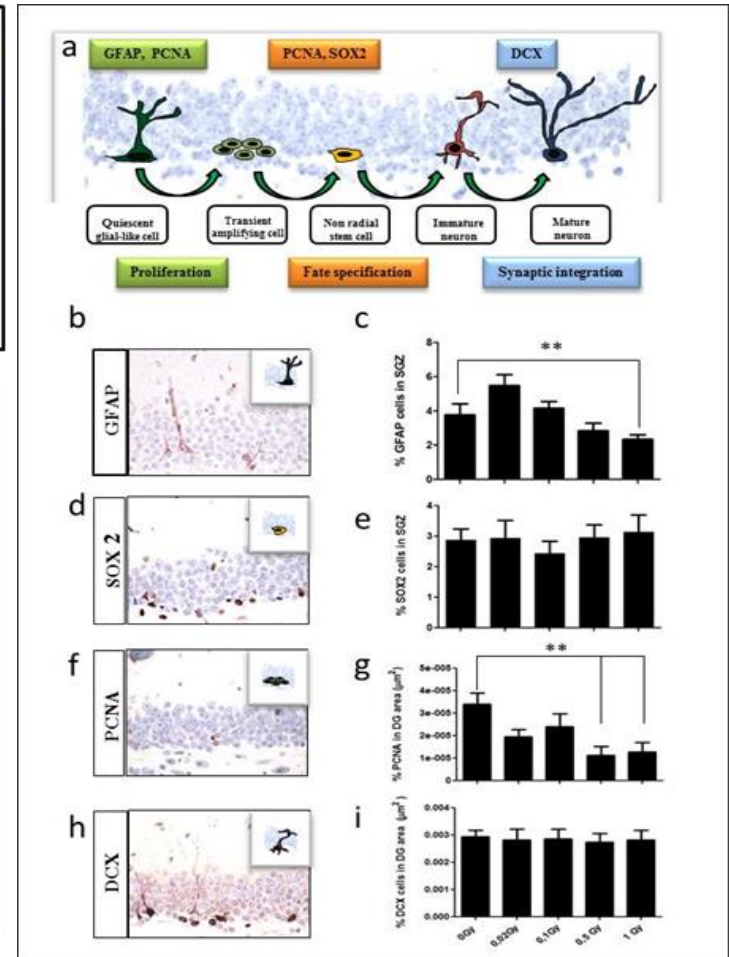 a
GFAP, PCNA
PCNA, SOX2
DCX
Quiescent
glial-like cell
Transient
amplifying cell
Non radial
stem cell
Immature
neuron
Mature
neuron
Proliferation
Fate specification
Synaptic integration
b
GFAP
c
**
% GFAP cells in SGZ
8
6
4
2
0
d
SOX 2
e
% SOX2 cells in SGZ
4
3
2
1
0
f
PCNA
g
**
% PCNA in DG area (µm²)
5e-005
4e-005
3e-005
2e-005
1e-005
0
h
DCX
i
% DCX cells in DG area (µm²)
0.004
0.003
0.002
0.001
0.000
0Gy
0,02Gy
0,1Gy
0,5 Gy
1 Gy